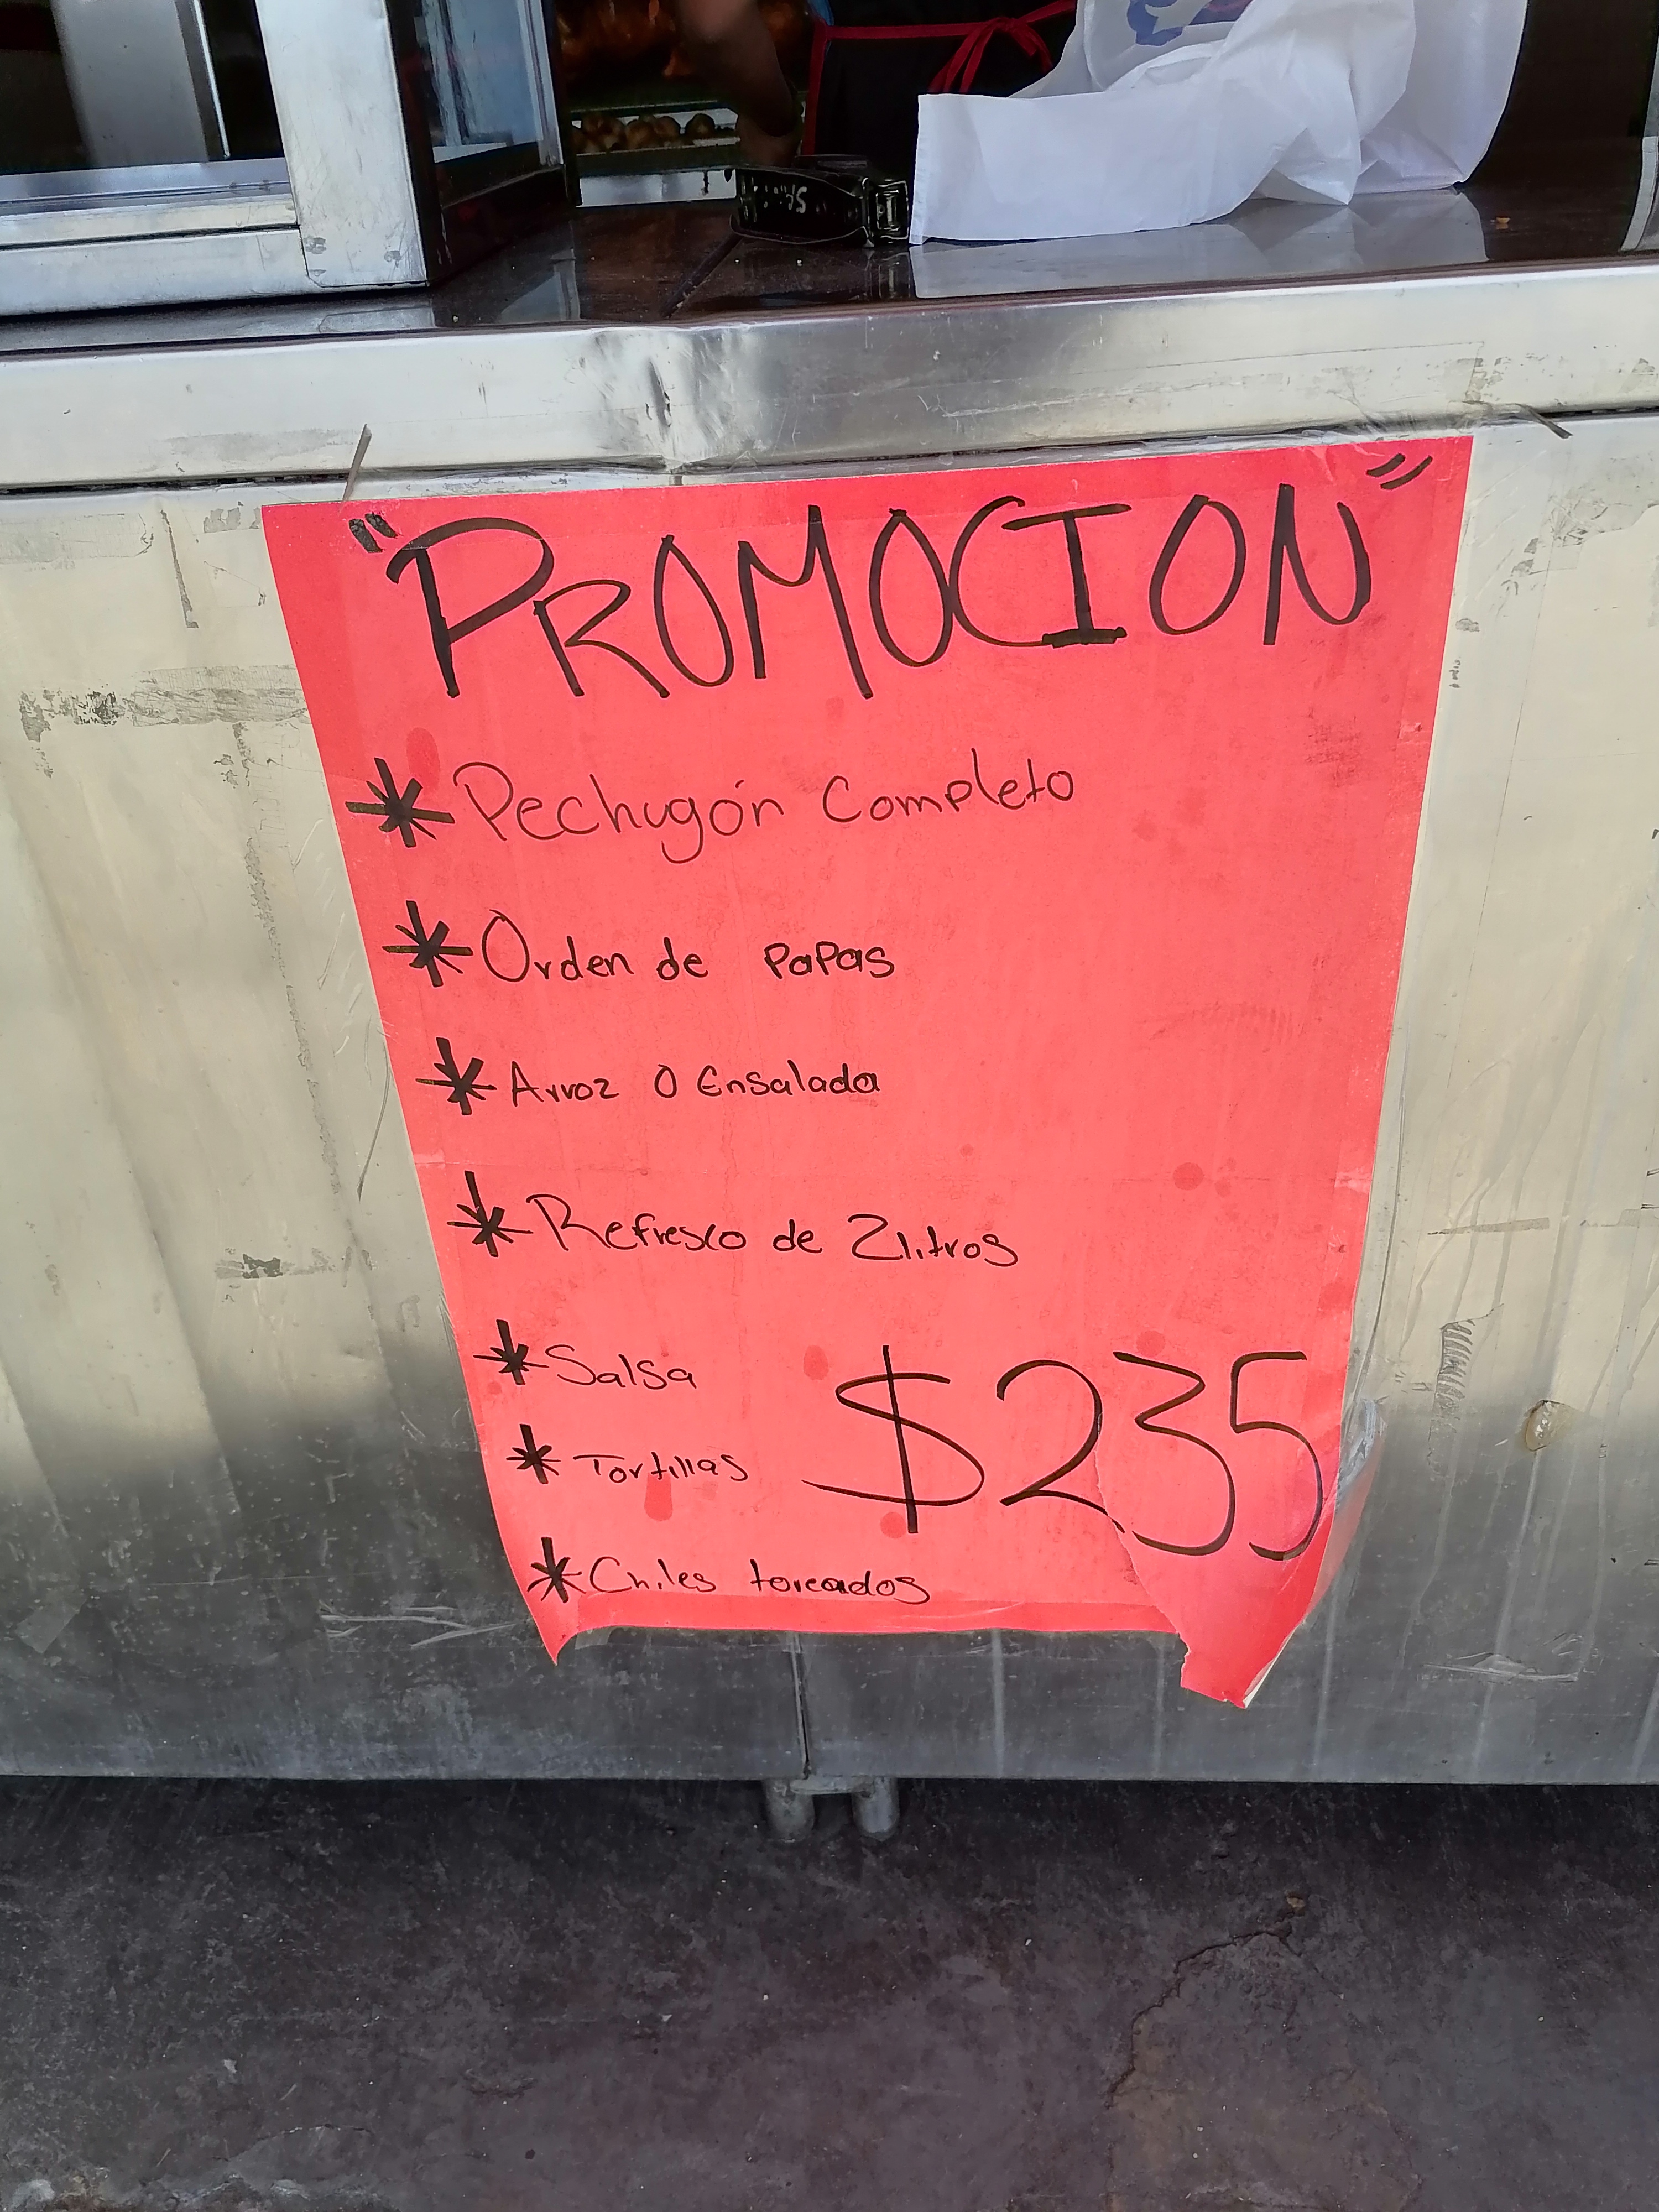 "PROMOCION"
* Pechugón Completo
* Orden de papas
* Arroz O Ensalada
* Refresco de 2litros
* Salsa
$235
* Tortillas
* Chiles toreados